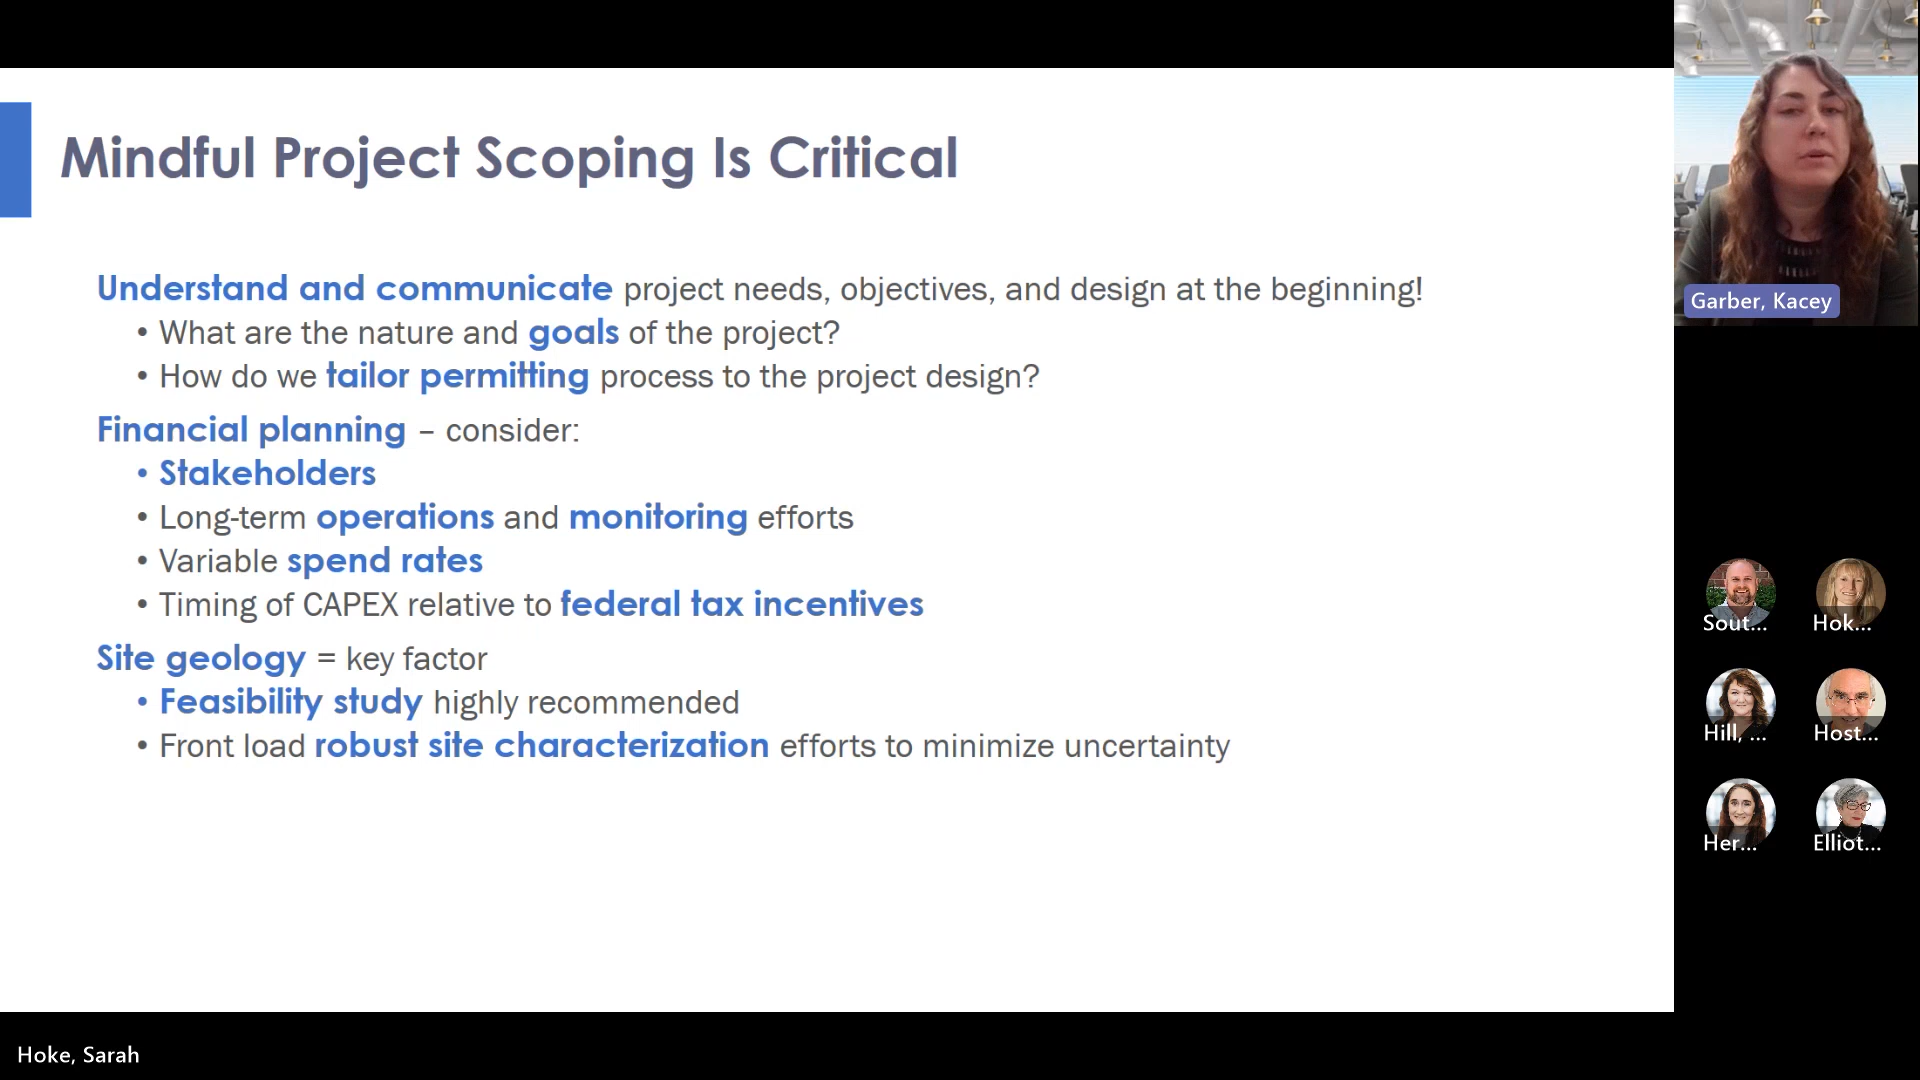 Mindful Project Scoping Is Critical
Understand and communicate project needs, objectives, and design at the beginning!
• What are the nature and goals of the project?
• How do we tailor permitting process to the project design?
Financial planning – consider:
• Stakeholders
• Long-term operations and monitoring efforts
• Variable spend rates
• Timing of CAPEX relative to federal tax incentives
Site geology = key factor
• Feasibility study highly recommended
• Front load robust site characterization efforts to minimize uncertainty
Garber, Kacey
Sout...
Hok...
Hill, ...
Host...
Her...
Elliot...
Hoke, Sarah